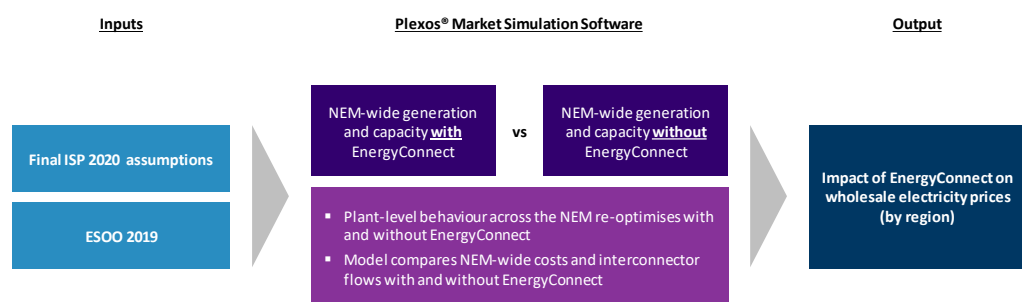 Inputs
Plexos® Market Simulation Software
Output
Final ISP 2020 assumptions
ESOO 2019
NEM-wide generation
and capacity with
EnergyConnect
vs
NEM-wide generation
and capacity without
EnergyConnect
▪ Plant-level behaviour across the NEM re-optimises with
and without EnergyConnect
▪ Model compares NEM-wide costs and interconnector
flows with and without EnergyConnect
Impact of EnergyConnect on
wholesale electricity prices
(by region)